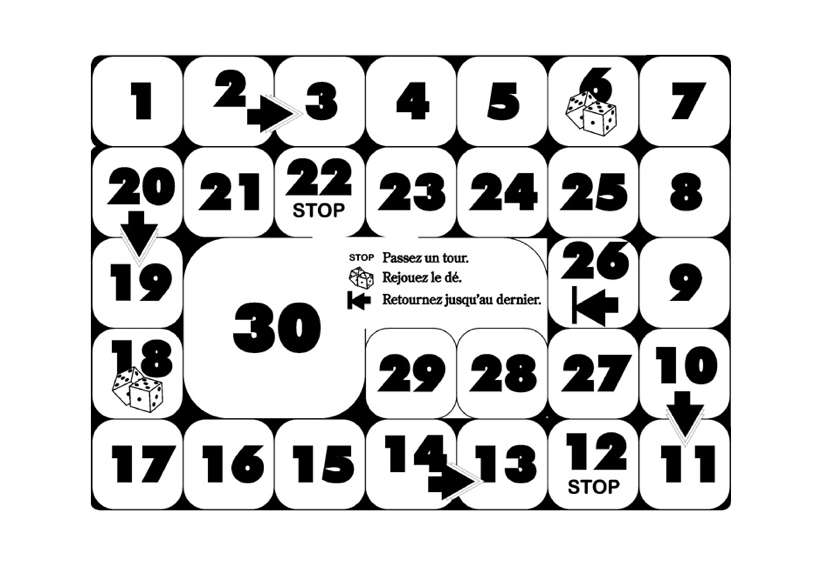 1 2 3 4 5 6 7
20 21 22 23 24 25 8
STOP
STOP Passez un tour.
Rejouez le dé.
Retournez jusqu'au dernier.
19 30 26 9
18 29 28 27 10
17 16 15 14 13 12 11
STOP